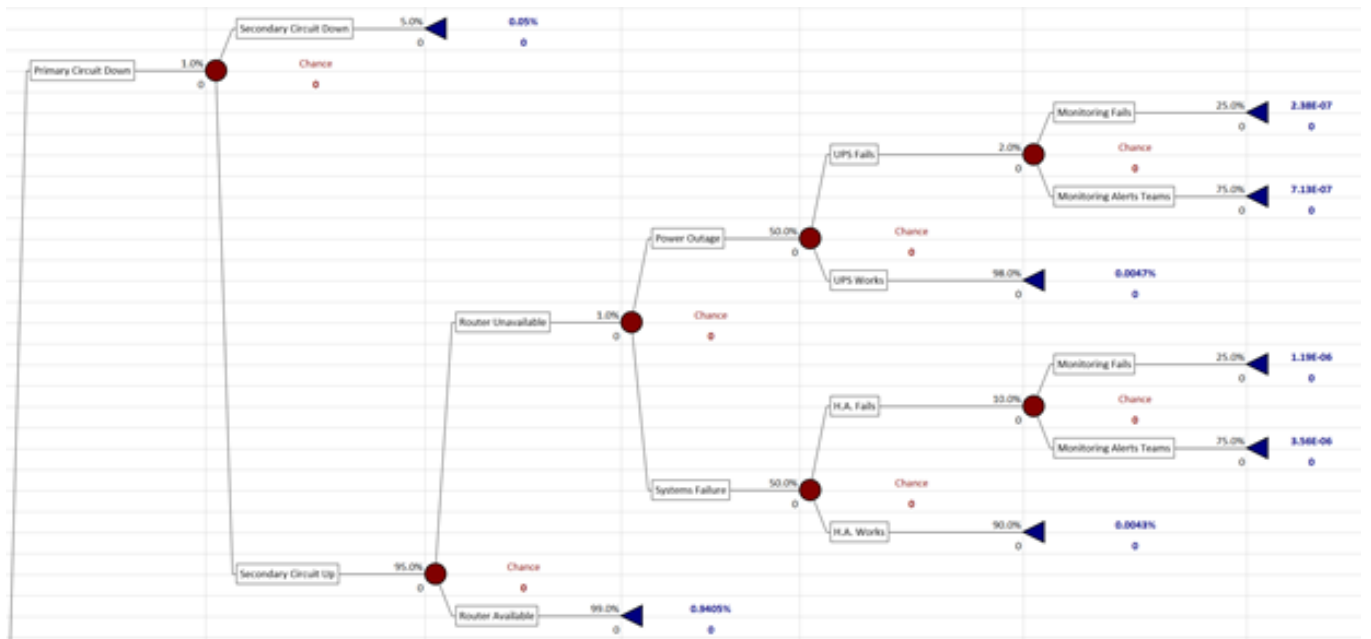 Secondary Circuit Down 5.0% 0.05%
0 0
Primary Circuit Down 1.0% Chance
0 0
Monitoring Fails 25.0% 2.38E-07
0 0
UPS Fails 2.0% Chance
0 0
Monitoring Alerts Teams 75.0% 7.13E-07
0 0
Power Outage 50.0% Chance
0 0
UPS Works 98.0% 0.0047%
0 0
Router Unavailable 1.0% Chance
0 0
Monitoring Fails 25.0% 1.19E-06
0 0
H.A. Fails 10.0% Chance
0 0
Monitoring Alerts Teams 75.0% 3.56E-06
0 0
Systems Failure 50.0% Chance
0 0
H.A. Works 90.0% 0.0043%
0 0
Secondary Circuit Up 95.0% Chance
0 0
Router Available 99.0% 0.9405%
0 0